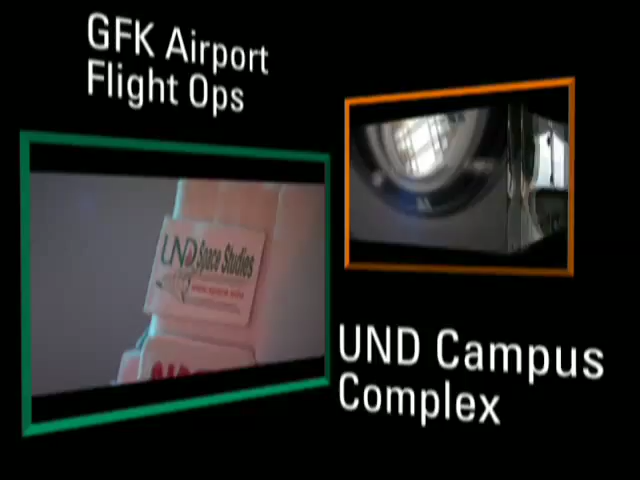 GFK Airport
Flight Ops
UND Space Studies
UND Campus
Complex